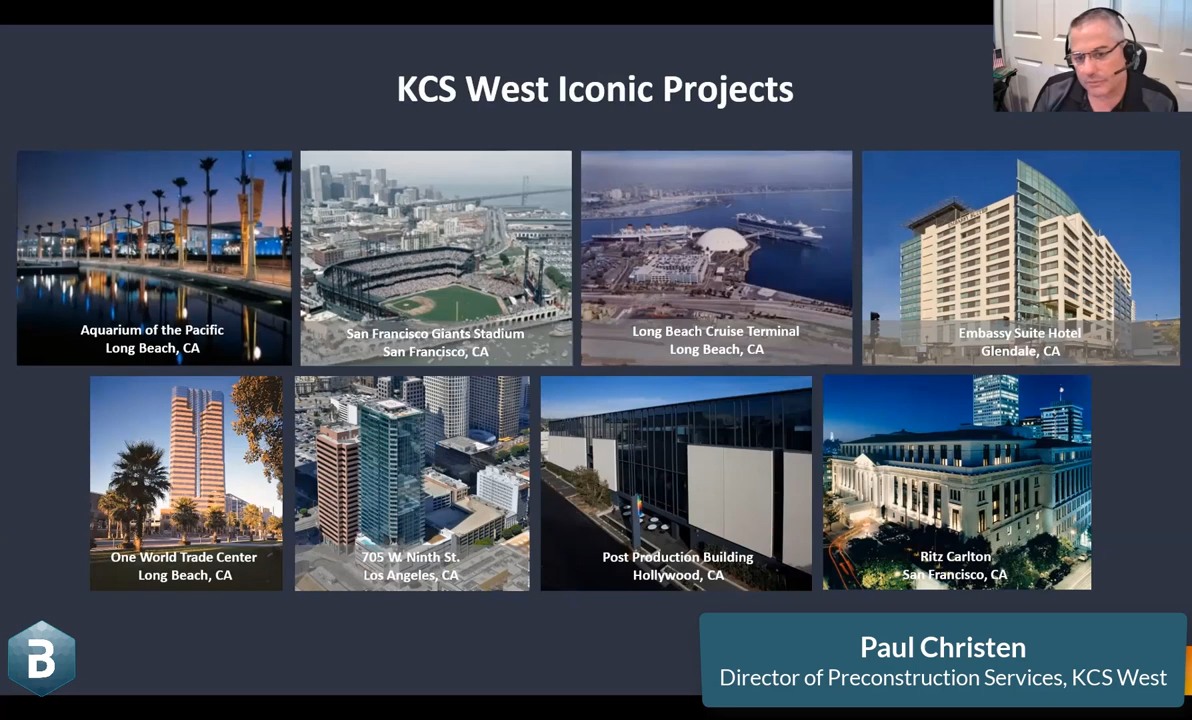 KCS West Iconic Projects
Aquarium of the Pacific
Long Beach, CA
San Francisco Giants Stadium
San Francisco, CA
Long Beach Cruise Terminal
Long Beach, CA
Embassy Suite Hotel
Glendale, CA
One World Trade Center
Long Beach, CA
705 W. Ninth St.
Los Angeles, CA
Post Production Building
Hollywood, CA
Ritz Carlton
San Francisco, CA
B
Paul Christen
Director of Preconstruction Services, KCS West